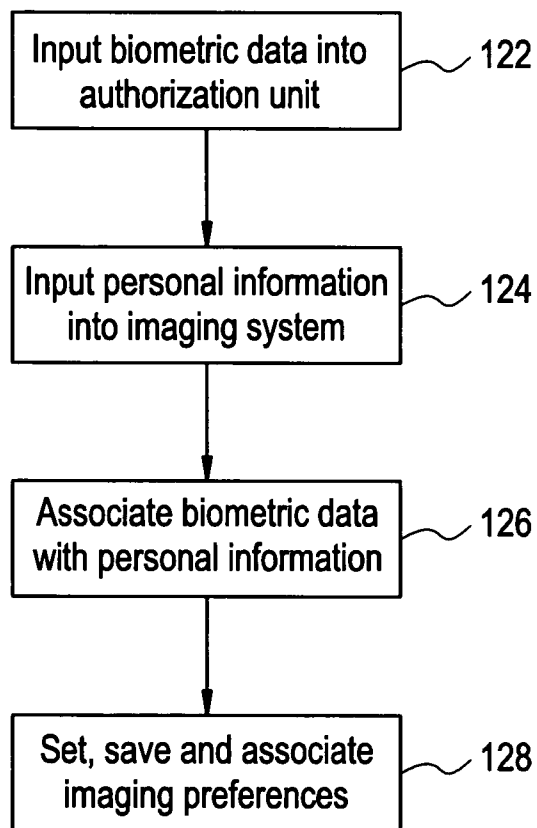 Input biometric data into
authorization unit
122
Input personal information
into imaging system
124
Associate biometric data
with personal information
126
Set, save and associate
imaging preferences
128